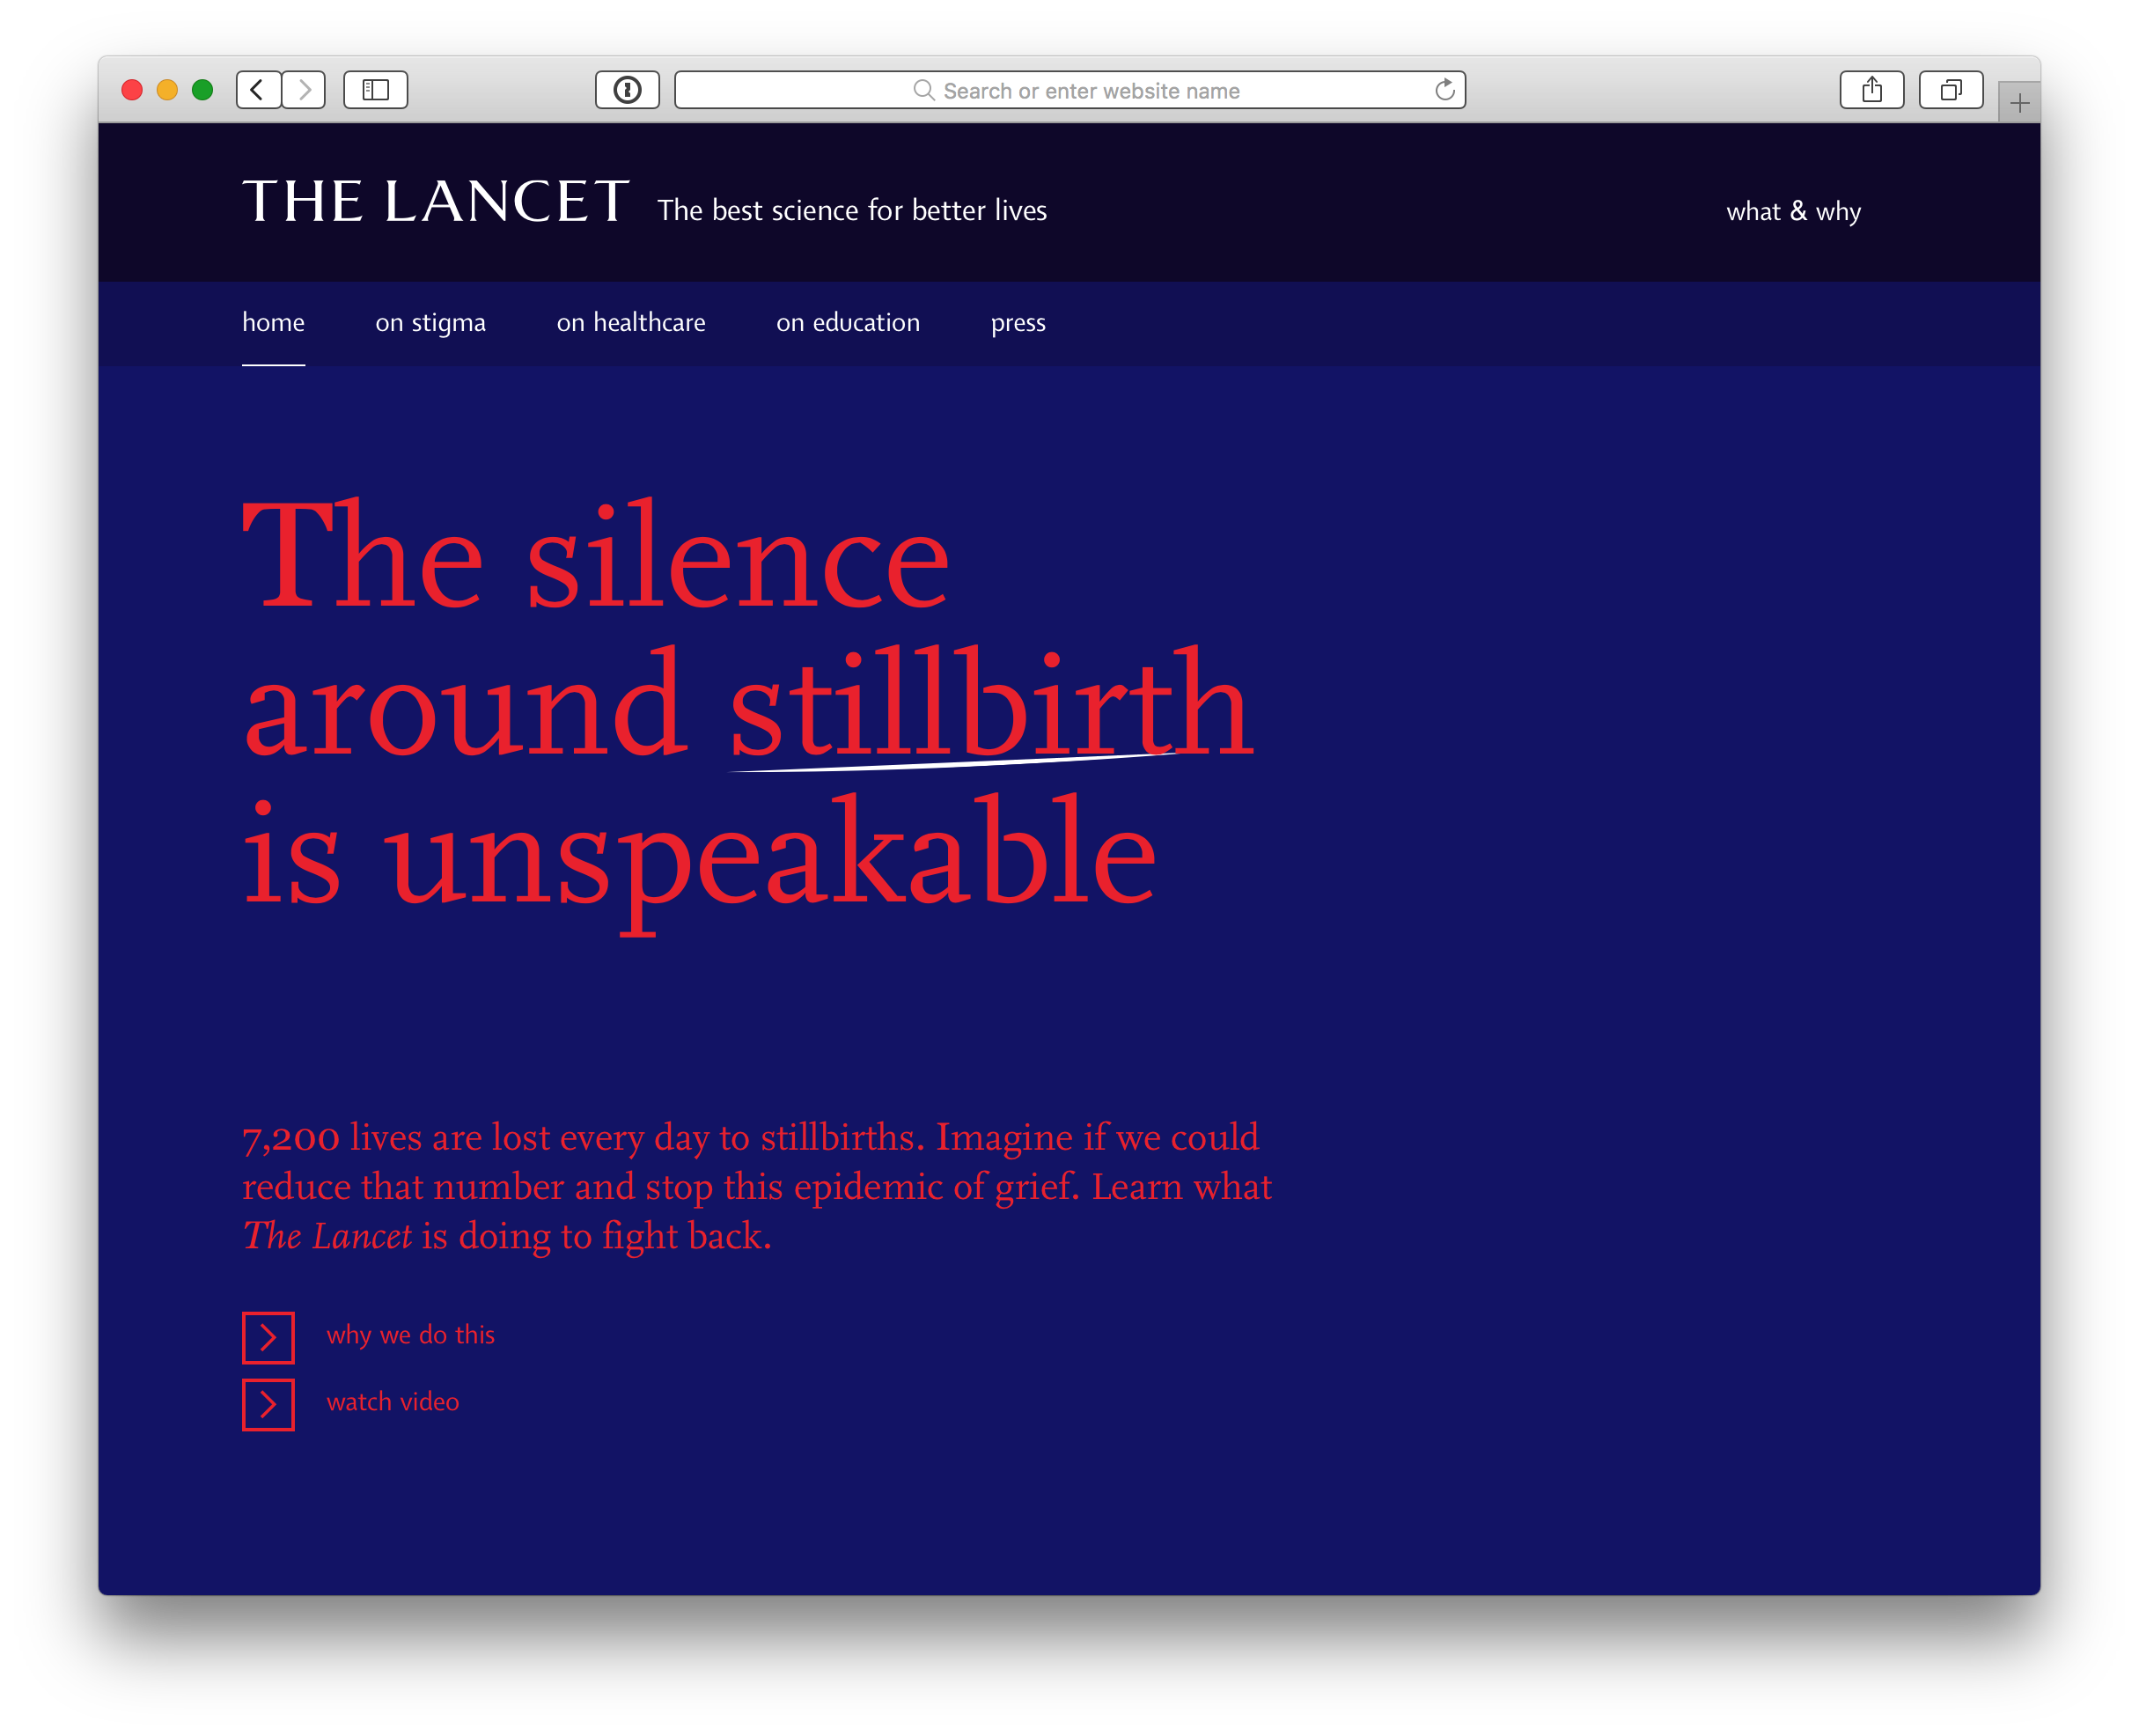 Search or enter website name
THE LANCET The best science for better lives
what & why
home on stigma on healthcare on education press
The silence
around stillbirth
is unspeakable
7,200 lives are lost every day to stillbirths. Imagine if we could
reduce that number and stop this epidemic of grief. Learn what
The Lancet is doing to fight back.
why we do this
watch video